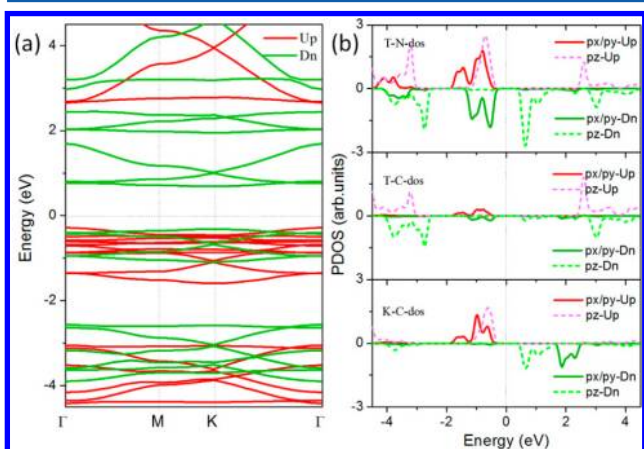 (a)
Up
Dn
Energy (eV)
4
2
0
-2
-4
Γ
M
K
Γ
(b)
PDOS (arb.units)
T-N-dos
px/py-Up
pz-Up
px/py-Dn
pz-Dn
3
0
-3
T-C-dos
px/py-Up
pz-Up
px/py-Dn
pz-Dn
3
0
3
K-C-dos
px/py-Up
pz-Up
px/py-Dn
pz-Dn
0
-3
-4
-2
0
2
4
Energy (eV)